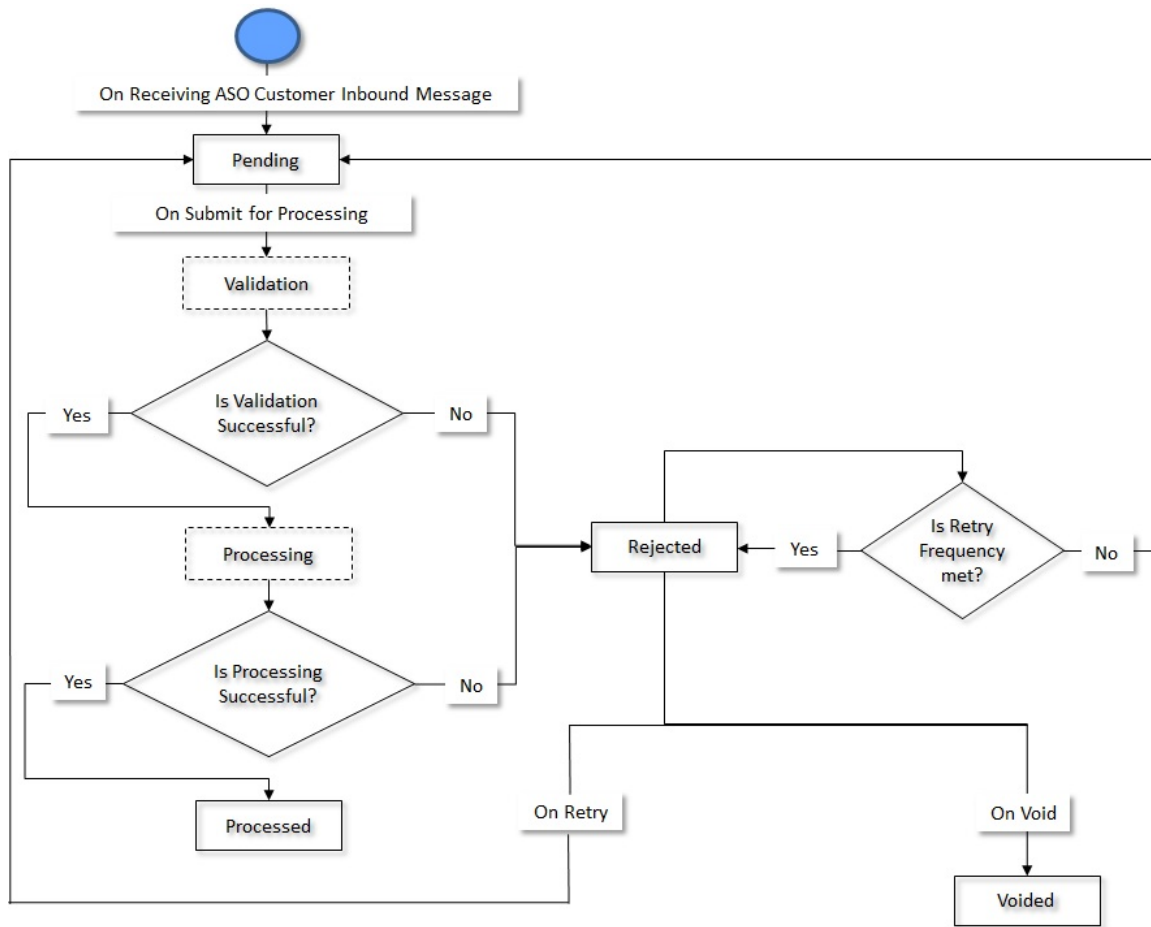 On Receiving ASO Customer Inbound Message
Pending
On Submit for Processing
Validation
Is Validation
Successful?
Yes
No
Processing
Is Processing
Successful?
Yes
No
Processed
Rejected
Is Retry
Frequency
met?
Yes
No
On Retry
On Void
Voided